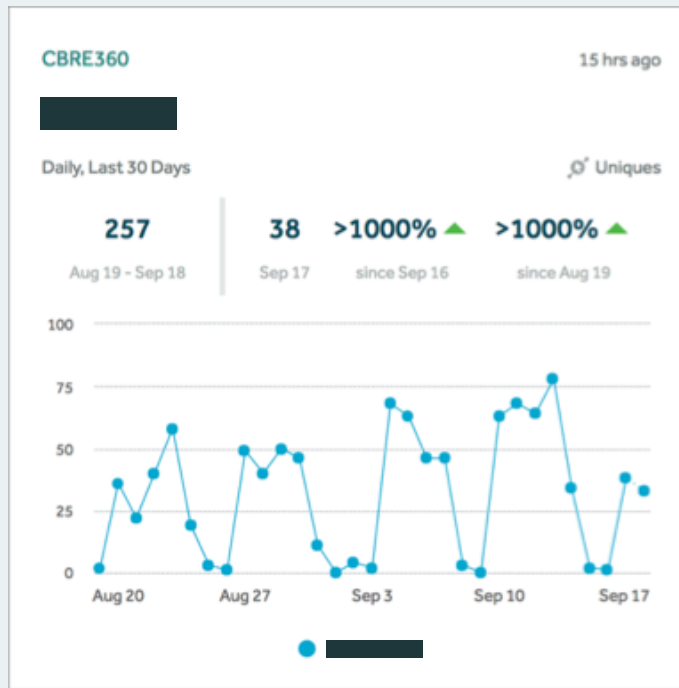 CBRE360 15 hrs ago
Daily, Last 30 Days Uniques
257 38 >1000% >1000%
Aug 19 - Sep 18 Sep 17 since Sep 16 since Aug 19
100
75
50
25
0
Aug 20 Aug 27 Sep 3 Sep 10 Sep 17